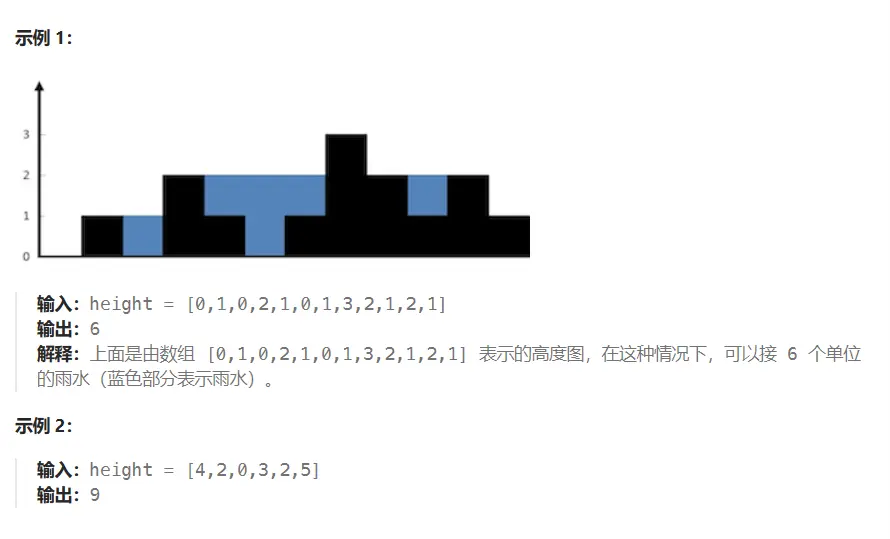 示例 1：
3
2
1
0
输入：height = [0,1,0,2,1,0,1,3,2,1,2,1]
输出：6
解释：上面是由数组 [0,1,0,2,1,0,1,3,2,1,2,1] 表示的高度图，在这种情况下，可以接 6 个单位
的雨水（蓝色部分表示雨水）。
示例 2：
输入：height = [4,2,0,3,2,5]
输出：9